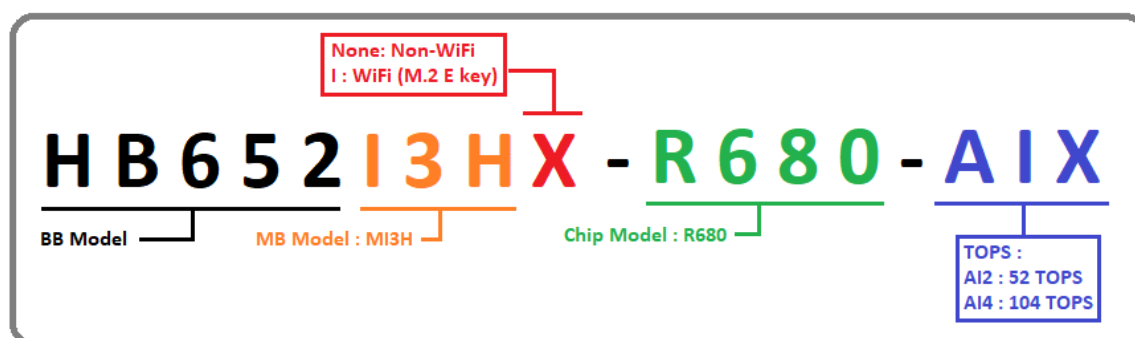 None: Non-WiFi
I : WiFi (M.2 E key)
HB652I3HX-R680-AIX
BB Model
MB Model : MI3H
Chip Model : R680
TOPS :
AI2 : 52 TOPS
AI4 : 104 TOPS